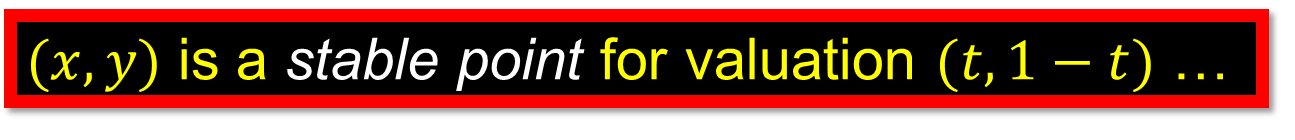 (x, y) is a stable point for valuation (t, 1 − t) …